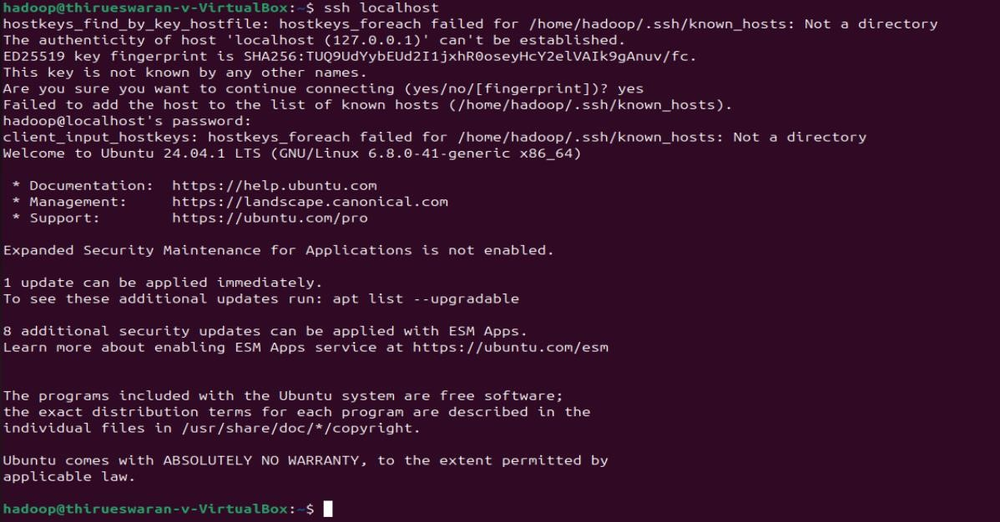 hadoop@thirueswaran-v-VirtualBox:~$ ssh localhost
hostkeys_find_by_key_hostfile: hostkeys_foreach failed for /home/hadoop/.ssh/known_hosts: Not a directory
The authenticity of host 'localhost (127.0.0.1)' can't be established.
ED25519 key fingerprint is SHA256:TUQ9UdYybEUd2I1jxhR0oseyHcY2elVAIk9gAnuv/fc.
This key is not known by any other names.
Are you sure you want to continue connecting (yes/no/[fingerprint])? yes
Failed to add the host to the list of known hosts (/home/hadoop/.ssh/known_hosts).
hadoop@localhost's password:
client_input_hostkeys: hostkeys_foreach failed for /home/hadoop/.ssh/known_hosts: Not a directory
Welcome to Ubuntu 24.04.1 LTS (GNU/Linux 6.8.0-41-generic x86_64)
* Documentation: https://help.ubuntu.com
* Management: https://landscape.canonical.com
* Support: https://ubuntu.com/pro
Expanded Security Maintenance for Applications is not enabled.
1 update can be applied immediately.
To see these additional updates run: apt list --upgradable
8 additional security updates can be applied with ESM Apps.
Learn more about enabling ESM Apps service at https://ubuntu.com/esm
The programs included with the Ubuntu system are free software;
the exact distribution terms for each program are described in the
individual files in /usr/share/doc/*/copyright.
Ubuntu comes with ABSOLUTELY NO WARRANTY, to the extent permitted by
applicable law.
hadoop@thirueswaran-v-VirtualBox:~$